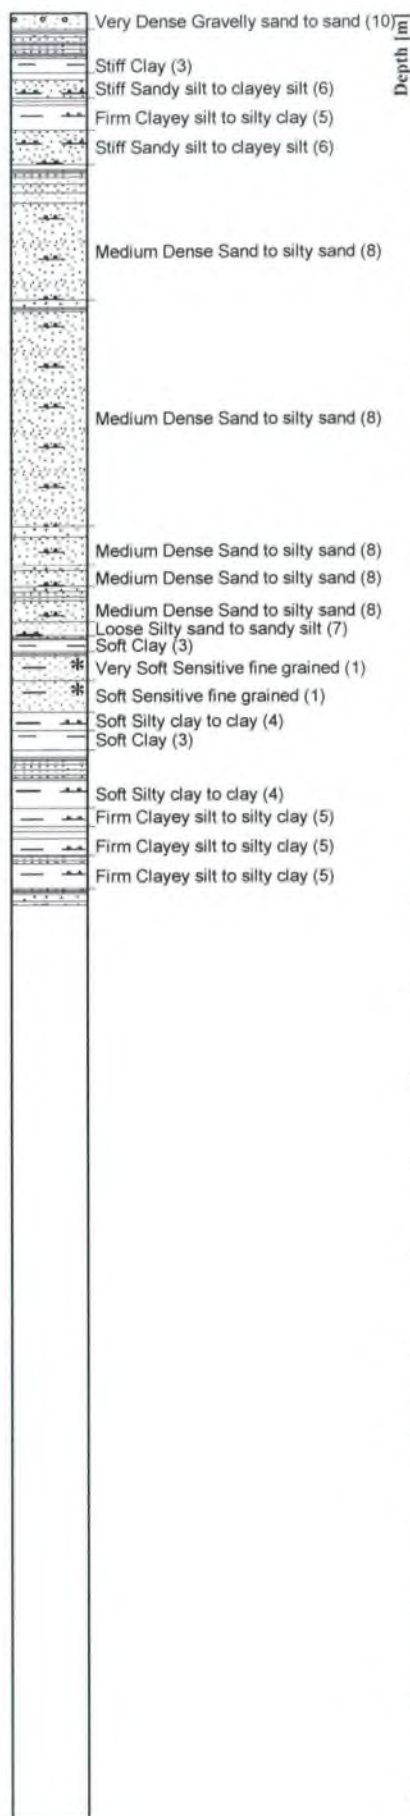 Very Dense Gravelly sand to sand (10)
Depth [m]
Stiff Clay (3)
Stiff Sandy silt to clayey silt (6)
Firm Clayey silt to silty clay (5)
Stiff Sandy silt to clayey silt (6)
Medium Dense Sand to silty sand (8)
Medium Dense Sand to silty sand (8)
Medium Dense Sand to silty sand (8)
Medium Dense Sand to silty sand (8)
Medium Dense Sand to silty sand (8)
Loose Silty sand to sandy silt (7)
Soft Clay (3)
Very Soft Sensitive fine grained (1)
Soft Sensitive fine grained (1)
Soft Silty clay to clay (4)
Soft Clay (3)
Soft Silty clay to clay (4)
Firm Clayey silt to silty clay (5)
Firm Clayey silt to silty clay (5)
Firm Clayey silt to silty clay (5)